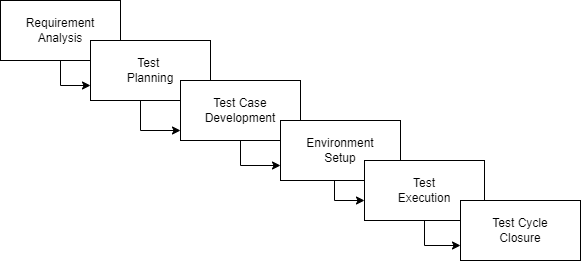 Requirement
Analysis
Test
Planning
Test Case
Development
Environment
Setup
Test
Execution
Test Cycle
Closure